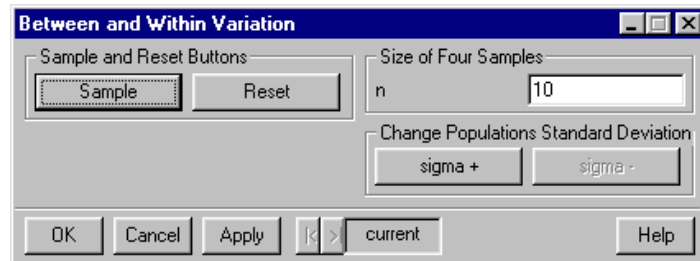 Between and Within Variation
Sample and Reset Buttons
Sample Reset
Size of Four Samples
n 10
Change Populations Standard Deviation
sigma + sigma -
OK Cancel Apply |< >| current Help